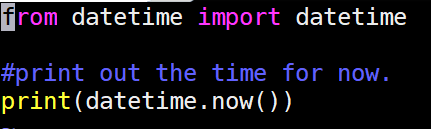 from datetime import datetime
#print out the time for now.
print(datetime.now())